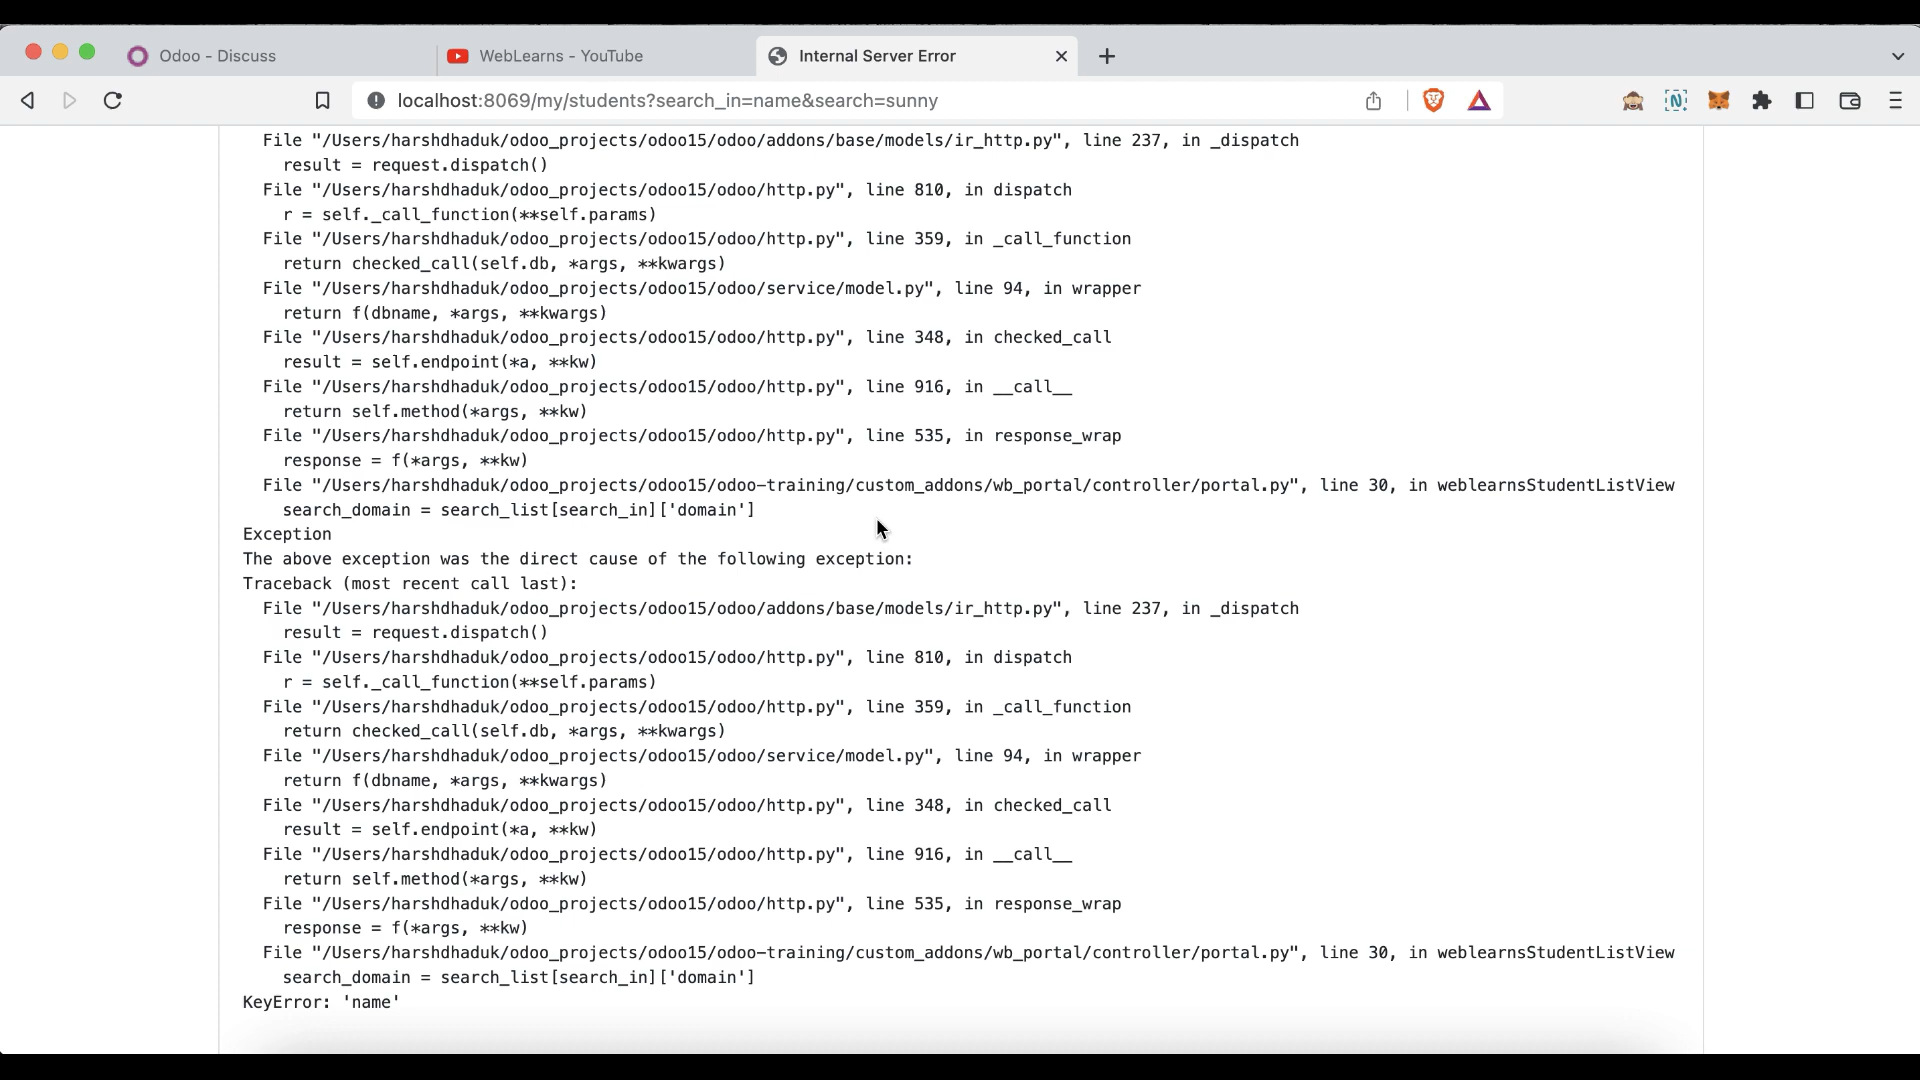 Odoo - Discuss
WebLearns - YouTube
Internal Server Error
localhost:8069/my/students?search_in=name&search=sunny
File "/Users/harshdhaduk/odoo_projects/odoo15/odoo/addons/base/models/ir_http.py", line 237, in _dispatch
result = request.dispatch()
File "/Users/harshdhaduk/odoo_projects/odoo15/odoo/http.py", line 810, in dispatch
r = self._call_function(**self.params)
File "/Users/harshdhaduk/odoo_projects/odoo15/odoo/http.py", line 359, in _call_function
return checked_call(self.db, *args, **kwargs)
File "/Users/harshdhaduk/odoo_projects/odoo15/odoo/service/model.py", line 94, in wrapper
return f(dbname, *args, **kwargs)
File "/Users/harshdhaduk/odoo_projects/odoo15/odoo/http.py", line 348, in checked_call
result = self.endpoint(*a, **kw)
File "/Users/harshdhaduk/odoo_projects/odoo15/odoo/http.py", line 916, in __call__
return self.method(*args, **kw)
File "/Users/harshdhaduk/odoo_projects/odoo15/odoo/http.py", line 535, in response_wrap
response = f(*args, **kw)
File "/Users/harshdhaduk/odoo_projects/odoo15/odoo-training/custom_addons/wb_portal/controller/portal.py", line 30, in weblearnsStudentListView
search_domain = search_list[search_in]['domain']
Exception
The above exception was the direct cause of the following exception:
Traceback (most recent call last):
File "/Users/harshdhaduk/odoo_projects/odoo15/odoo/addons/base/models/ir_http.py", line 237, in _dispatch
result = request.dispatch()
File "/Users/harshdhaduk/odoo_projects/odoo15/odoo/http.py", line 810, in dispatch
r = self._call_function(**self.params)
File "/Users/harshdhaduk/odoo_projects/odoo15/odoo/http.py", line 359, in _call_function
return checked_call(self.db, *args, **kwargs)
File "/Users/harshdhaduk/odoo_projects/odoo15/odoo/service/model.py", line 94, in wrapper
return f(dbname, *args, **kwargs)
File "/Users/harshdhaduk/odoo_projects/odoo15/odoo/http.py", line 348, in checked_call
result = self.endpoint(*a, **kw)
File "/Users/harshdhaduk/odoo_projects/odoo15/odoo/http.py", line 916, in __call__
return self.method(*args, **kw)
File "/Users/harshdhaduk/odoo_projects/odoo15/odoo/http.py", line 535, in response_wrap
response = f(*args, **kw)
File "/Users/harshdhaduk/odoo_projects/odoo15/odoo-training/custom_addons/wb_portal/controller/portal.py", line 30, in weblearnsStudentListView
search_domain = search_list[search_in]['domain']
KeyError: 'name'